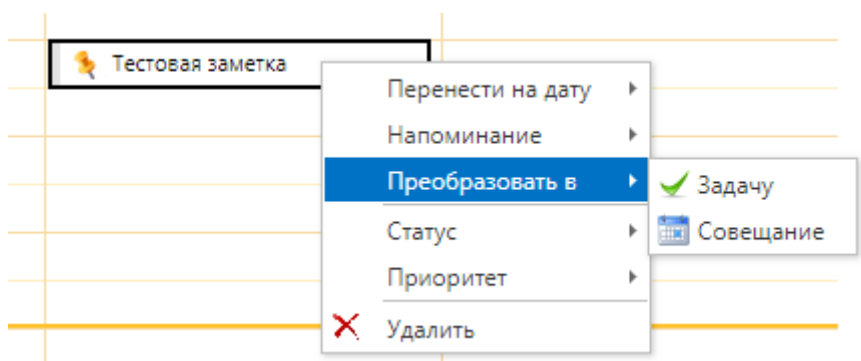 Тестовая заметка
Перенести на дату
Напоминание
Преобразовать в
Задачу
Совещание
Статус
Приоритет
Удалить